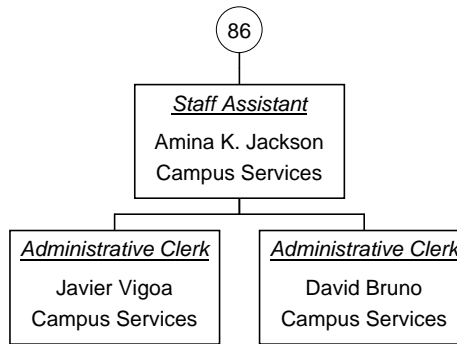 86
Staff Assistant
Amina K. Jackson
Campus Services
Administrative Clerk
Javier Vigoa
Campus Services
Administrative Clerk
David Bruno
Campus Services